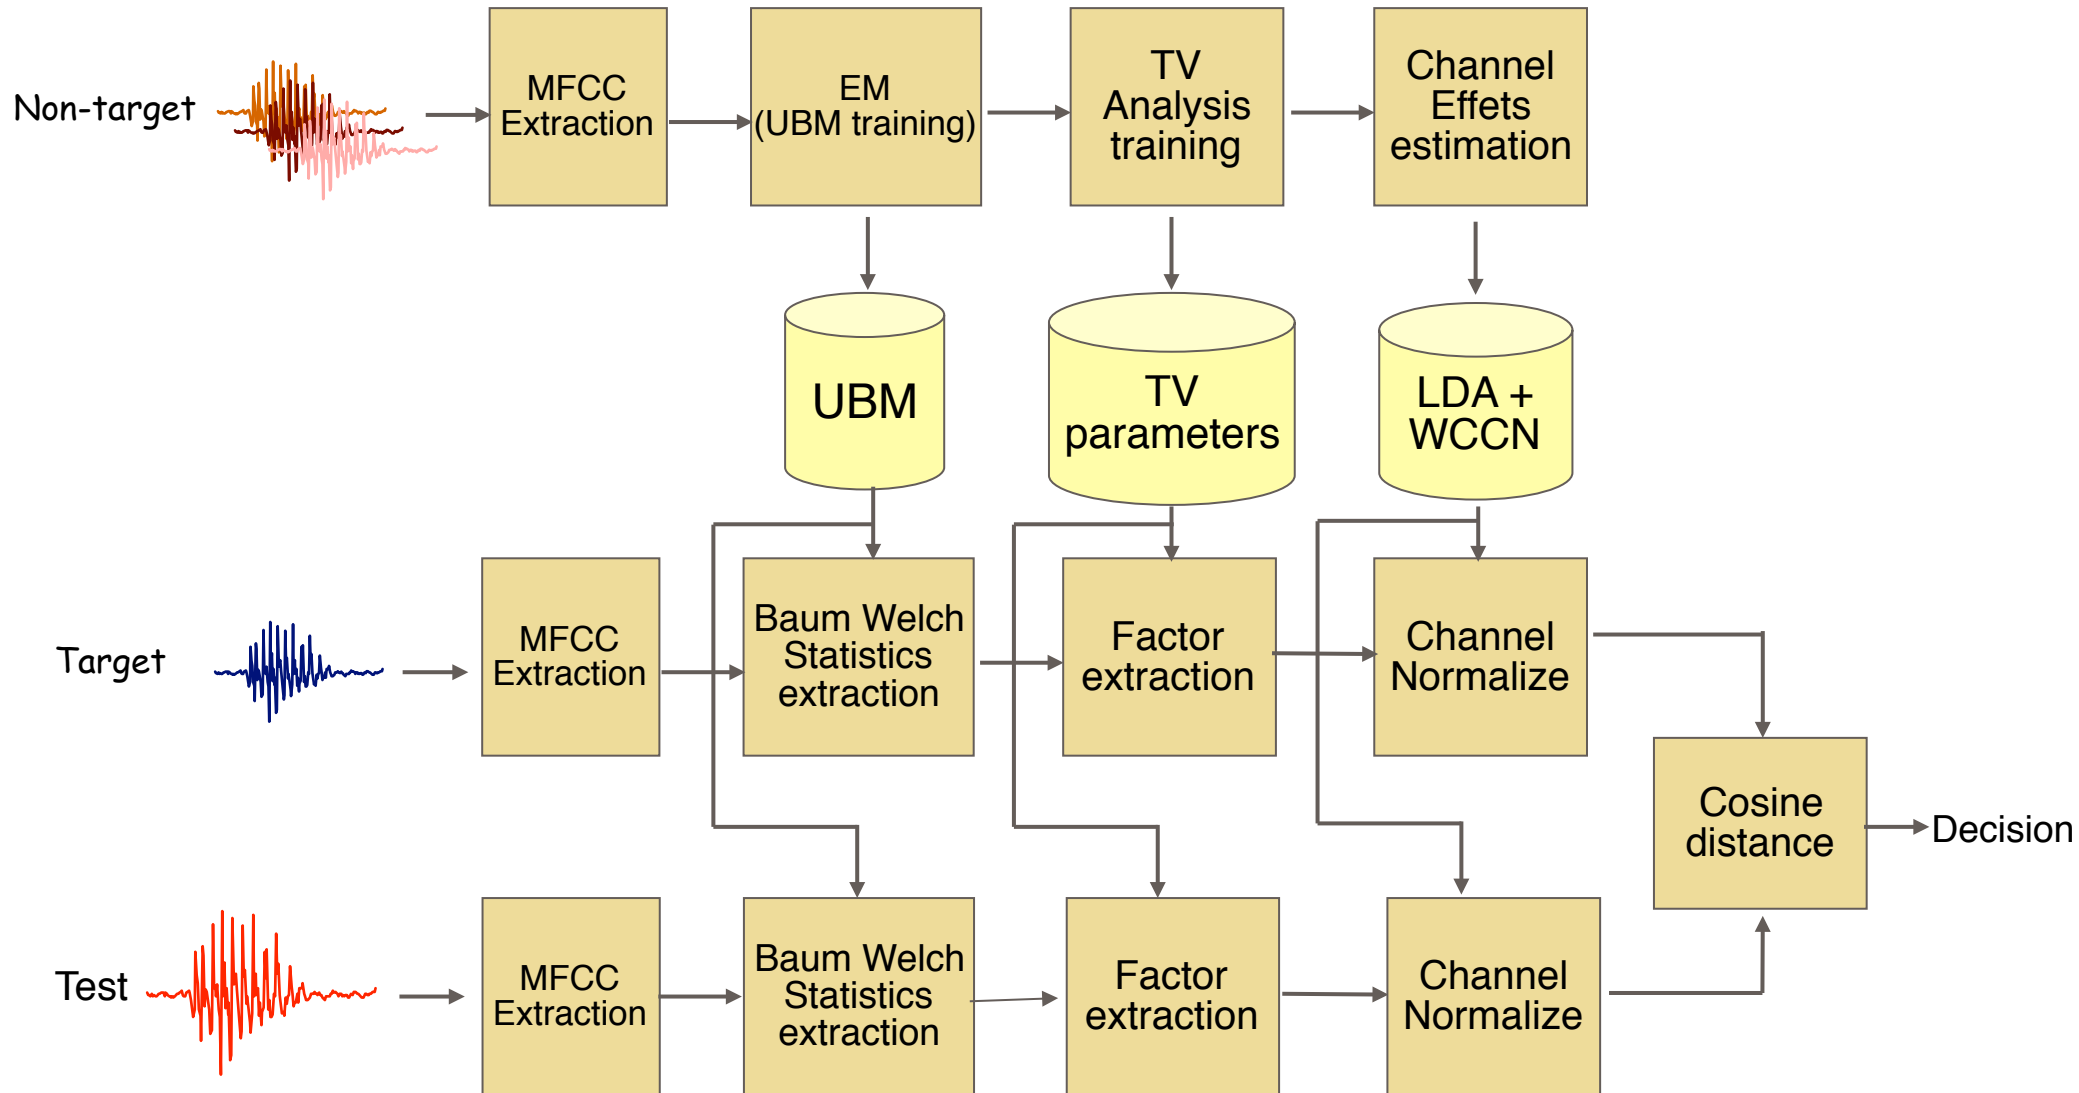 Non-target
MFCC
Extraction
EM
(UBM training)
TV
Analysis
training
Channel
Effets
estimation
UBM
TV
parameters
LDA +
WCCN
Target
MFCC
Extraction
Baum Welch
Statistics
extraction
Factor
extraction
Channel
Normalize
Cosine
distance
Decision
Test
MFCC
Extraction
Baum Welch
Statistics
extraction
Factor
extraction
Channel
Normalize